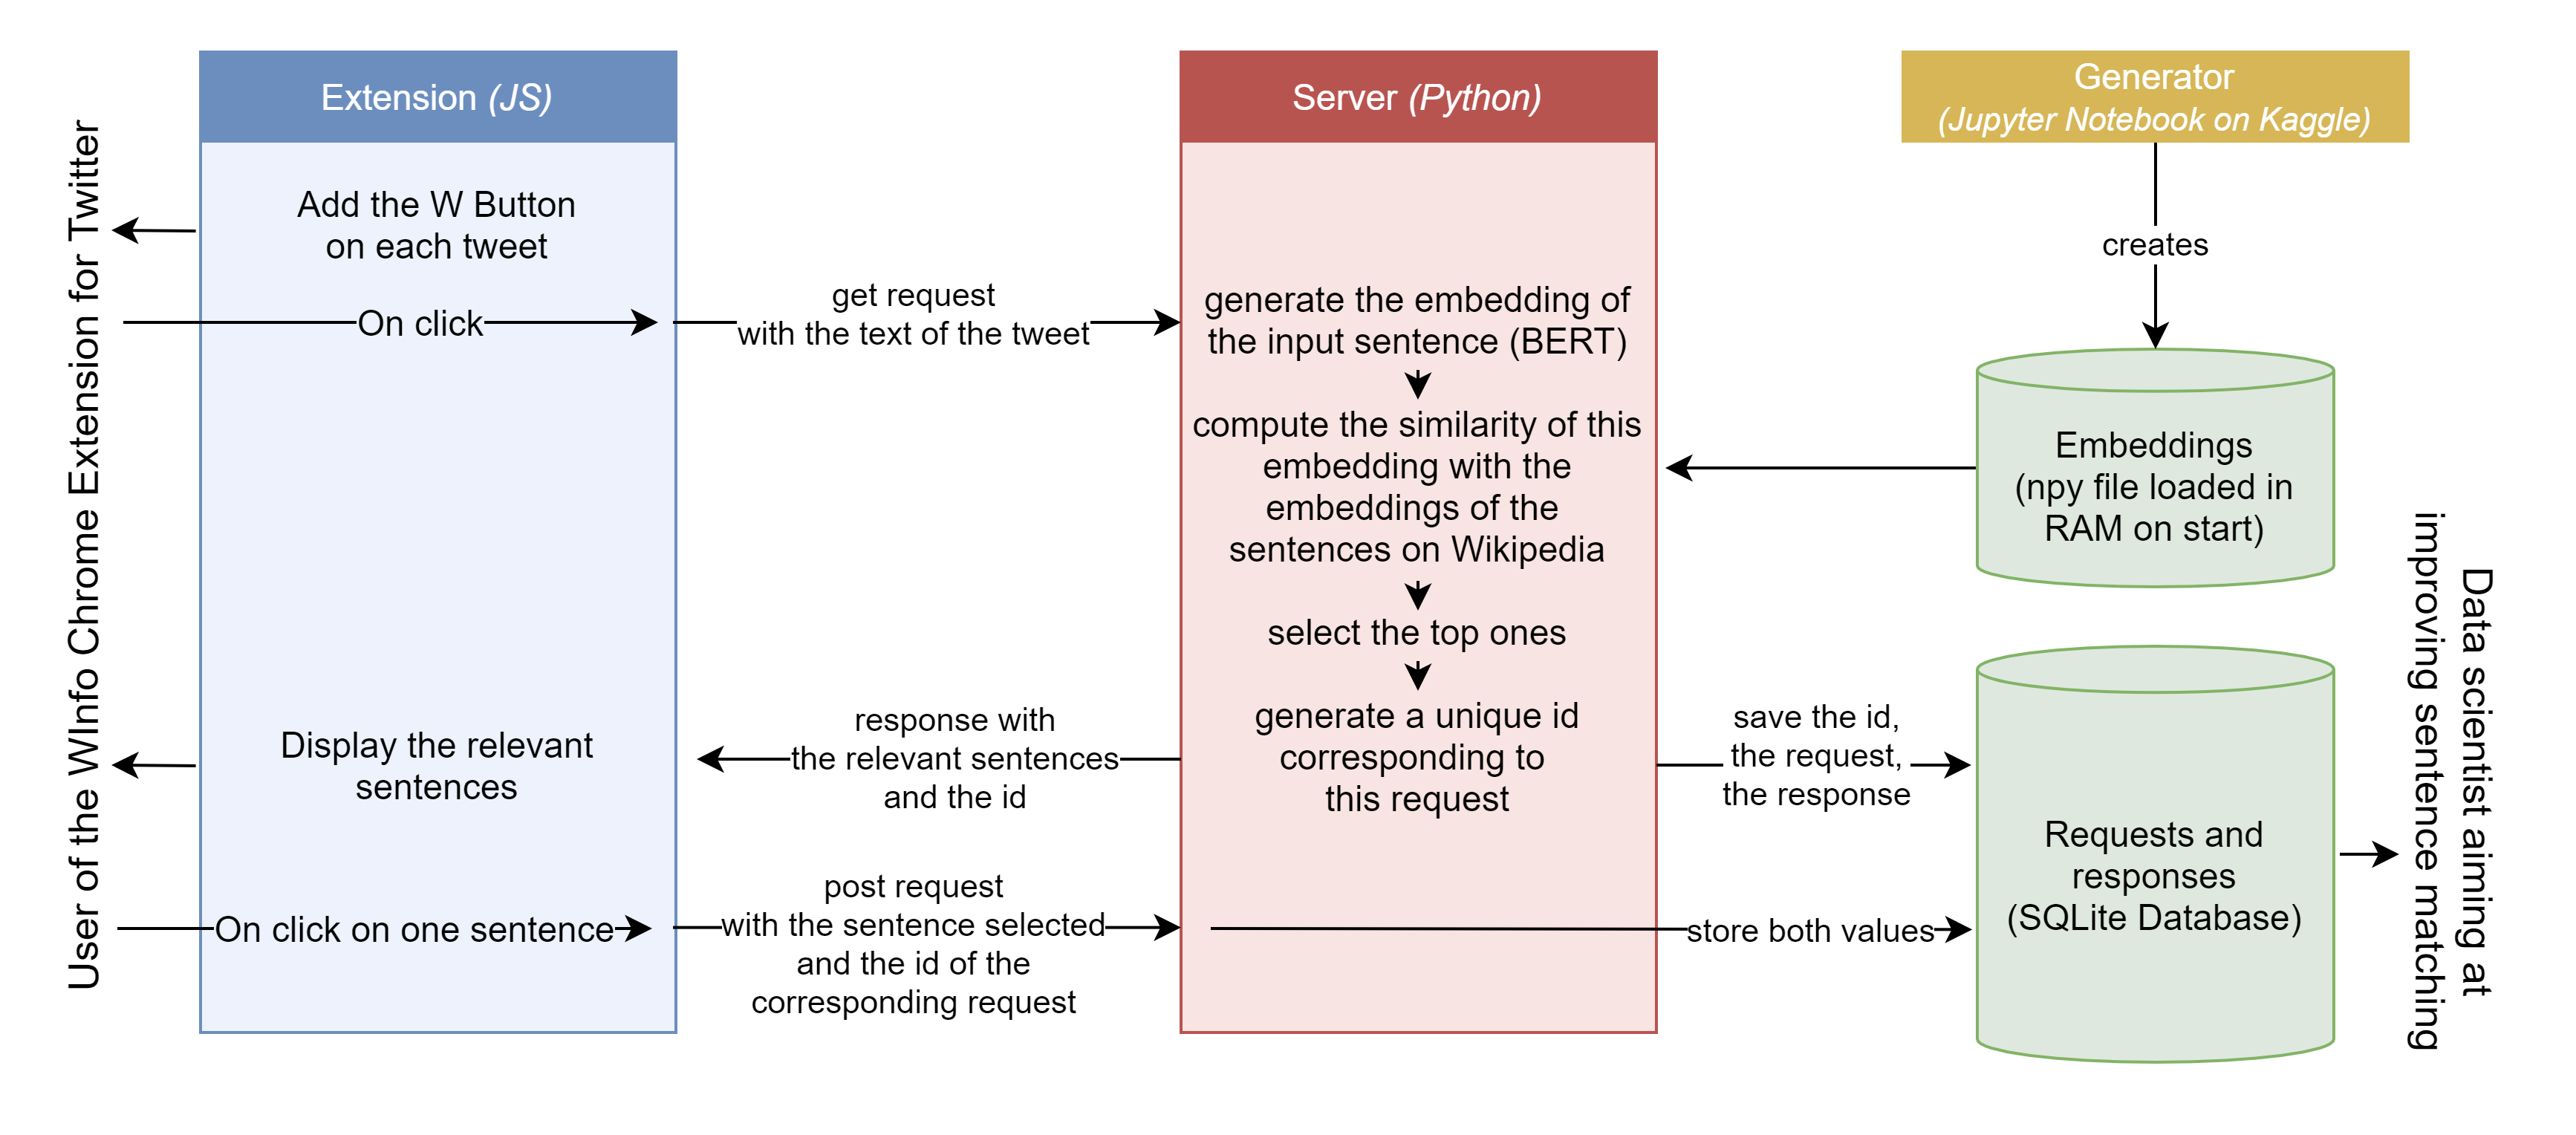 User of the WInfo Chrome Extension for Twitter
Extension (JS)
Add the W Button
on each tweet
On click
Display the relevant
sentences
On click on one sentence
get request
with the text of the tweet
response with
the relevant sentences
and the id
post request
with the sentence selected
and the id of the
corresponding request
Server (Python)
generate the embedding of
the input sentence (BERT)
compute the similarity of this
embedding with the
embeddings of the
sentences on Wikipedia
select the top ones
generate a unique id
corresponding to
this request
save the id,
the request,
the response
store both values
Generator
(Jupyter Notebook on Kaggle)
creates
Embeddings
(npy file loaded in
RAM on start)
Requests and
responses
(SQLite Database)
Data scientist aiming at
improving sentence matching